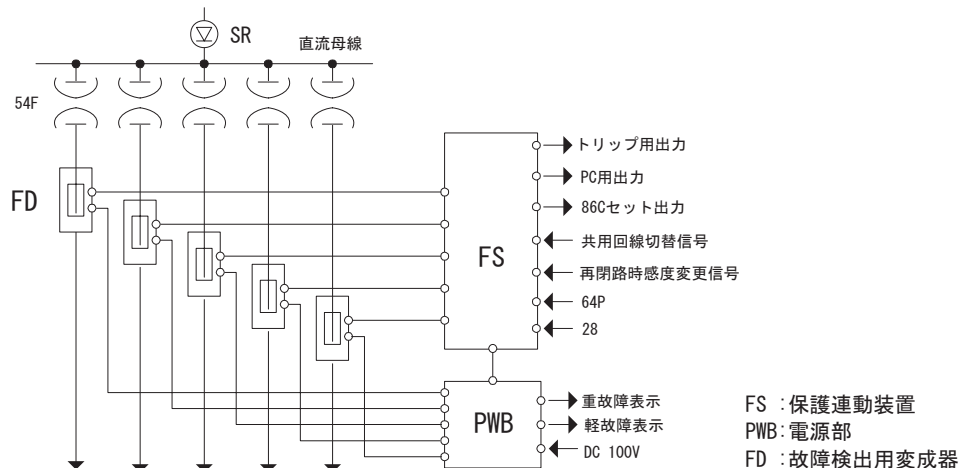 SR
直流母線
54F
FD
FS
トリップ用出力
PC用出力
86Cセット出力
共用回線切替信号
再閉路時感度変更信号
64P
28
PWB
重故障表示
軽故障表示
DC 100V
FS :保護連動装置
PWB:電源部
FD :故障検出用変成器